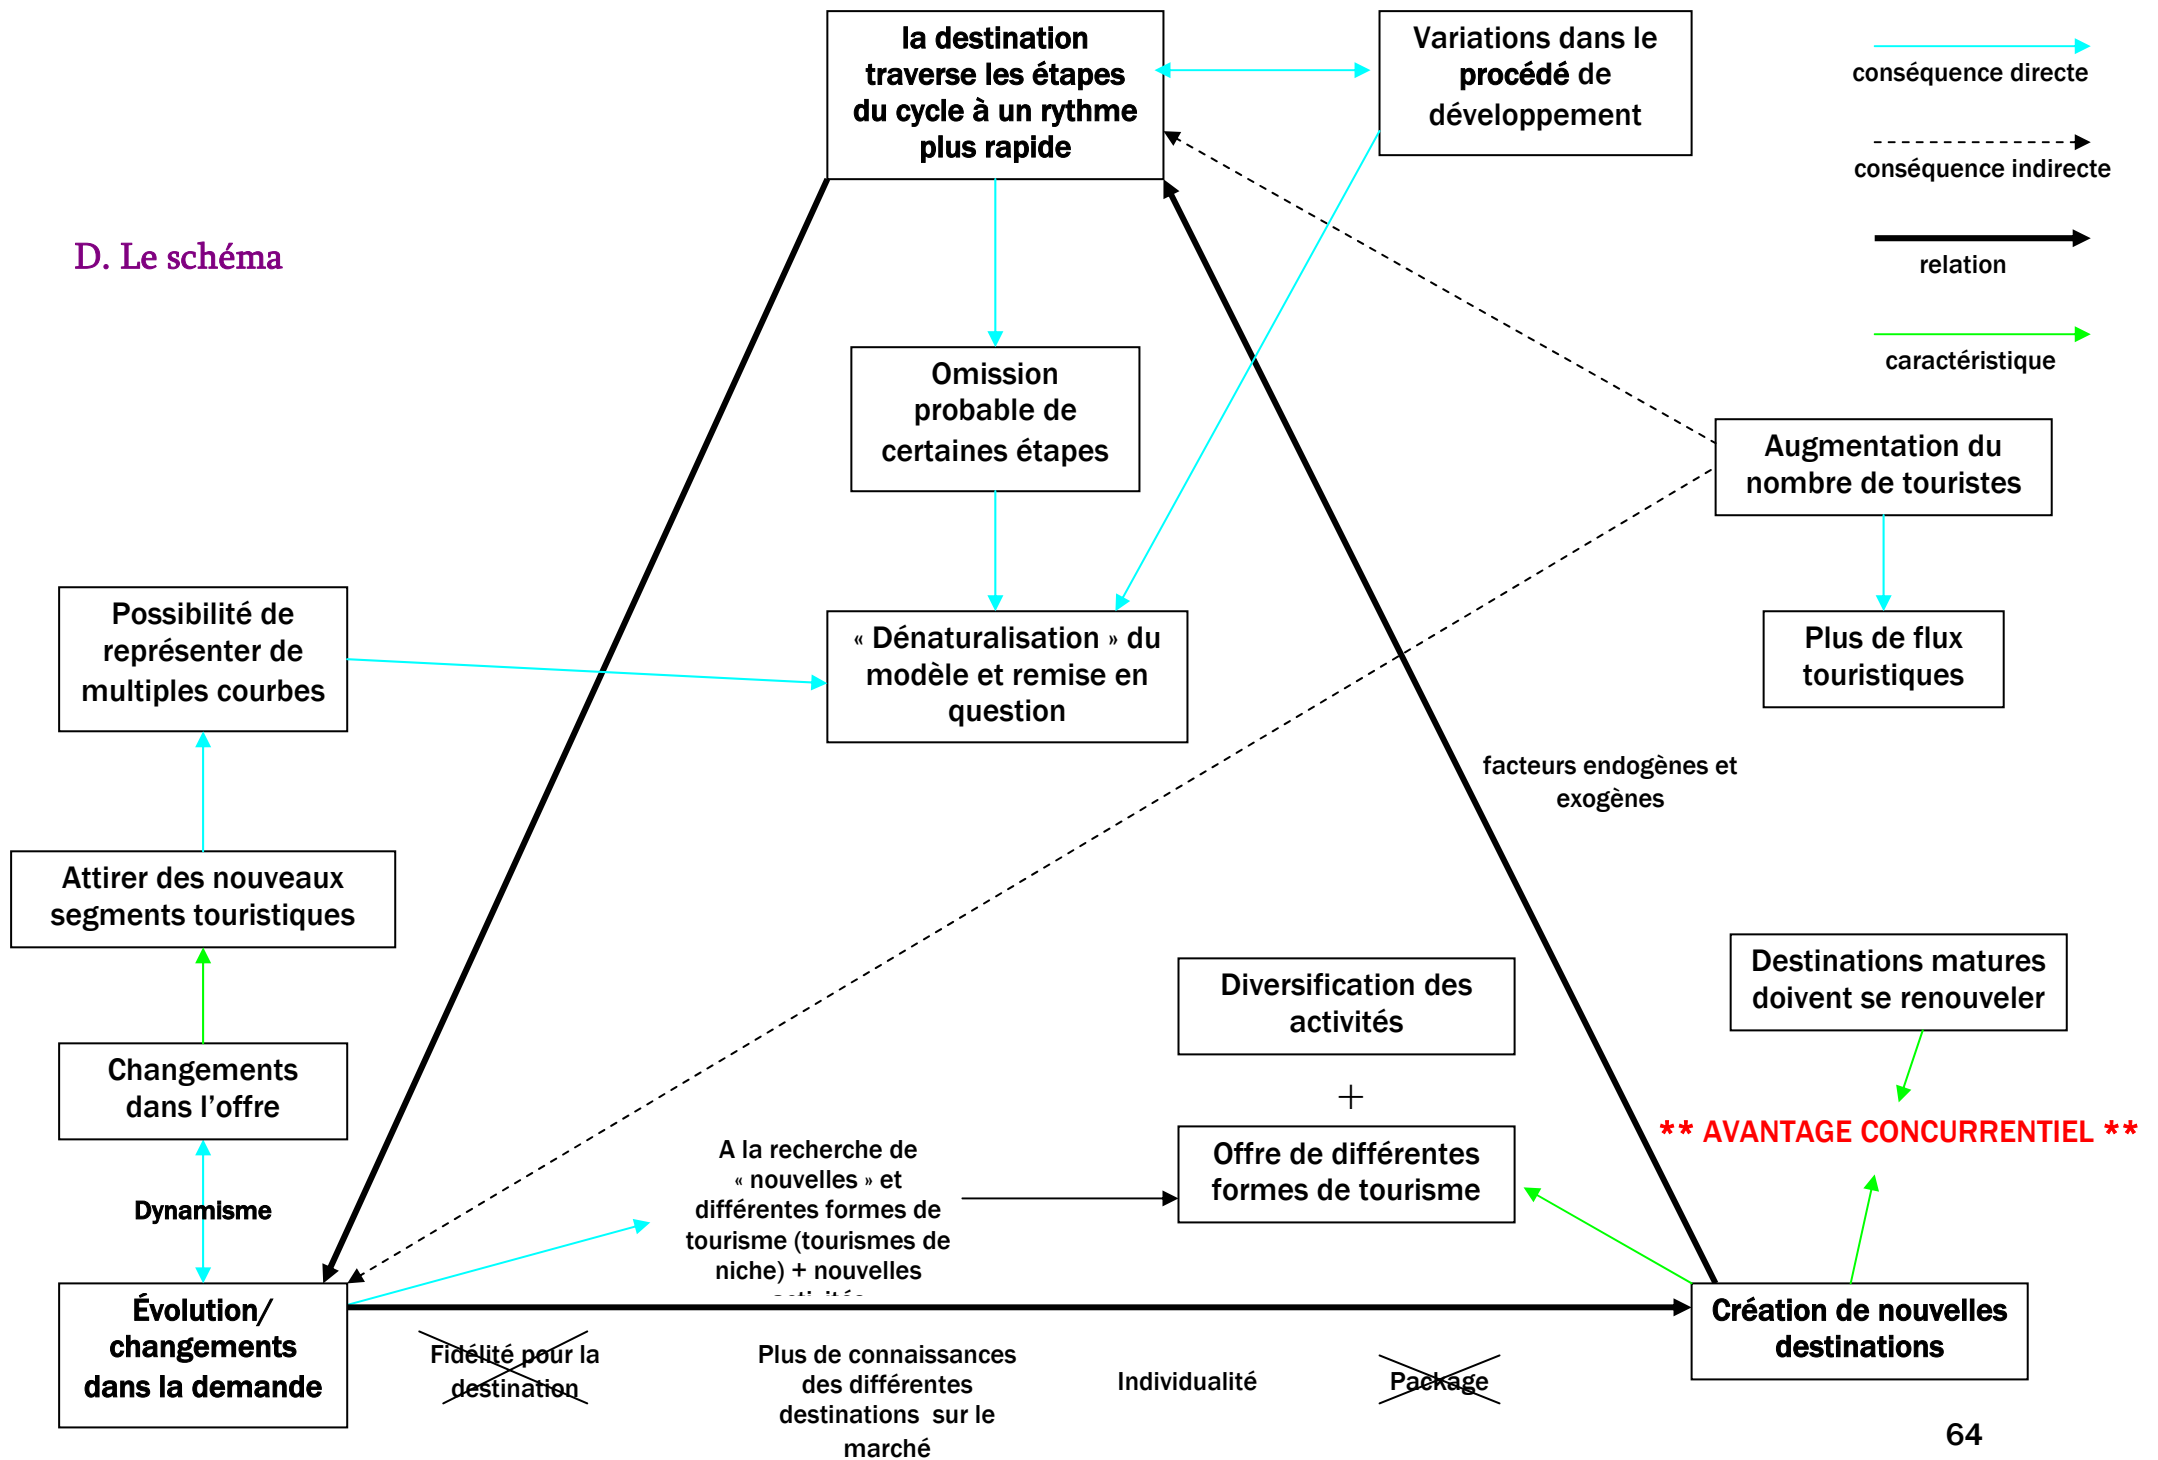 la destination
traverse les étapes
du cycle à un rythme
plus rapide
Variations dans le
procédé de
développement
conséquence directe
conséquence indirecte
relation
caractéristique
D. Le schéma
Omission
probable de
certaines étapes
Augmentation du
nombre de touristes
Possibilité de
représenter de
multiples courbes
« Dénaturalisation » du
modèle et remise en
question
Plus de flux
touristiques
facteurs endogènes et
exogènes
Attirer des nouveaux
segments touristiques
Diversification des
activités
+
Offre de différentes
formes de tourisme
Destinations matures
doivent se renouveler
** AVANTAGE CONCURRENTIEL **
Changements
dans l'offre
Dynamisme
A la recherche de
« nouvelles » et
différentes formes de
tourisme (tourismes de
niche) + nouvelles
Évolution/
changements
dans la demande
Création de nouvelles
destinations
Fidélité pour la
destination
Plus de connaissances
des différentes
destinations sur le
marché
Individualité
Package
64